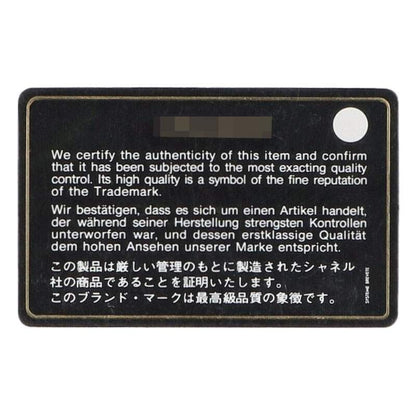 We certify the authenticity of this item and confirm
that it has been subjected to the most exacting quality
control. Its high quality is a symbol of the fine reputation
of the Trademark.
Wir bestätigen, dass es sich um einen Artikel handelt,
der während seiner Herstellung strengsten Kontrollen
unterworfen war, und dessen erstklassige Qualität
dem hohen Ansehen unserer Marke entspricht.
この製品は厳しい管理のもとに製造されたシャネル
社の商品であることを証明いたします。
このブランド・マークは最高級品質の象徴です。
SYSTEME BREVETE